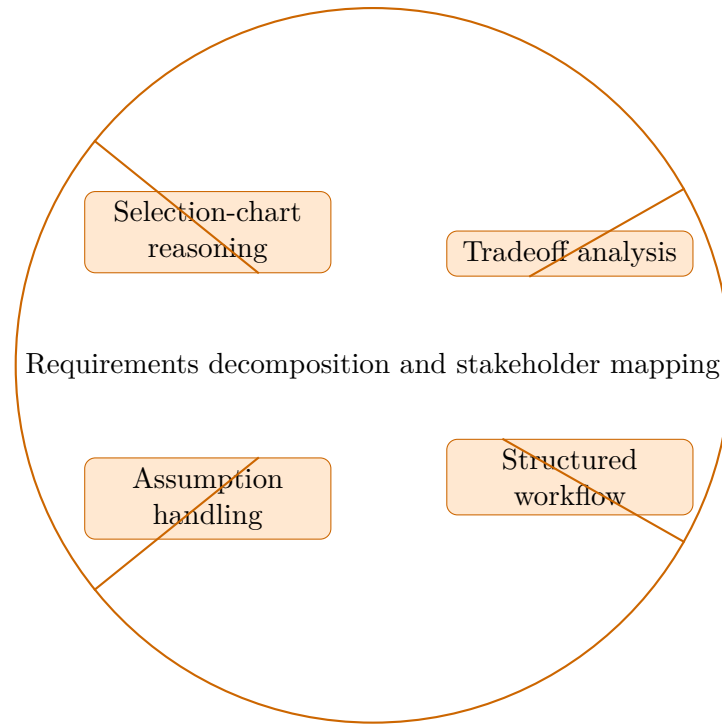 Selection-chart
reasoning
Tradeoff analysis
Requirements decomposition and stakeholder mapping
Assumption
handling
Structured
workflow